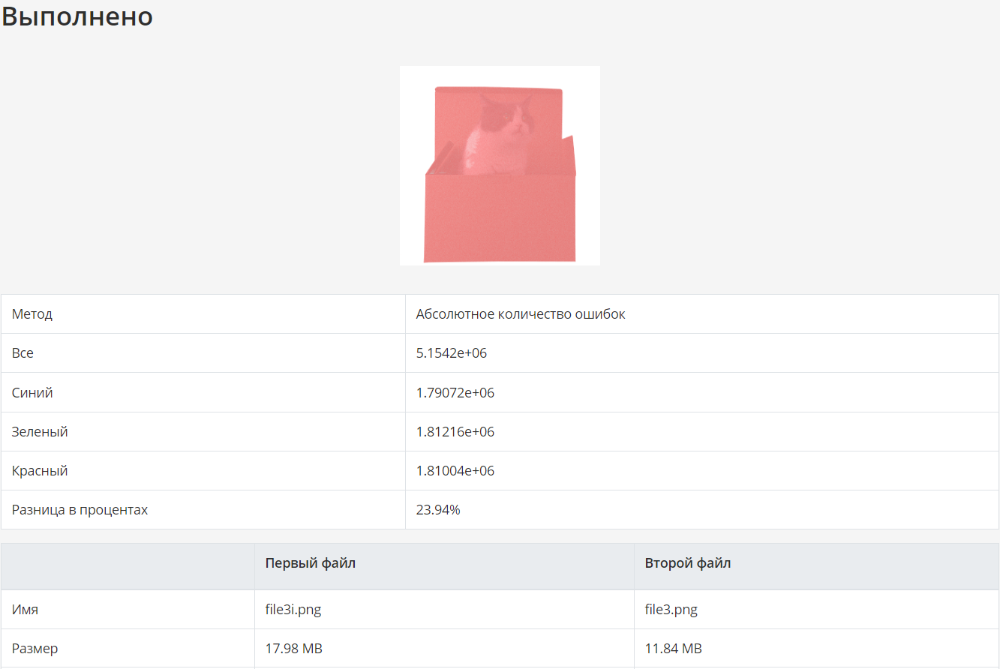 Выполнено
Метод Абсолютное количество ошибок
Все 5.1542e+06
Синий 1.79072e+06
Зеленый 1.81216e+06
Красный 1.81004e+06
Разница в процентах 23.94%
Первый файл Второй файл
Имя file3i.png file3.png
Размер 17.98 MB 11.84 MB